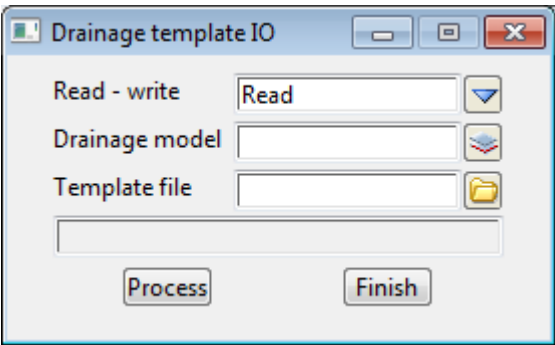 Drainage template IO
Read - write Read
Drainage model
Template file
Process Finish